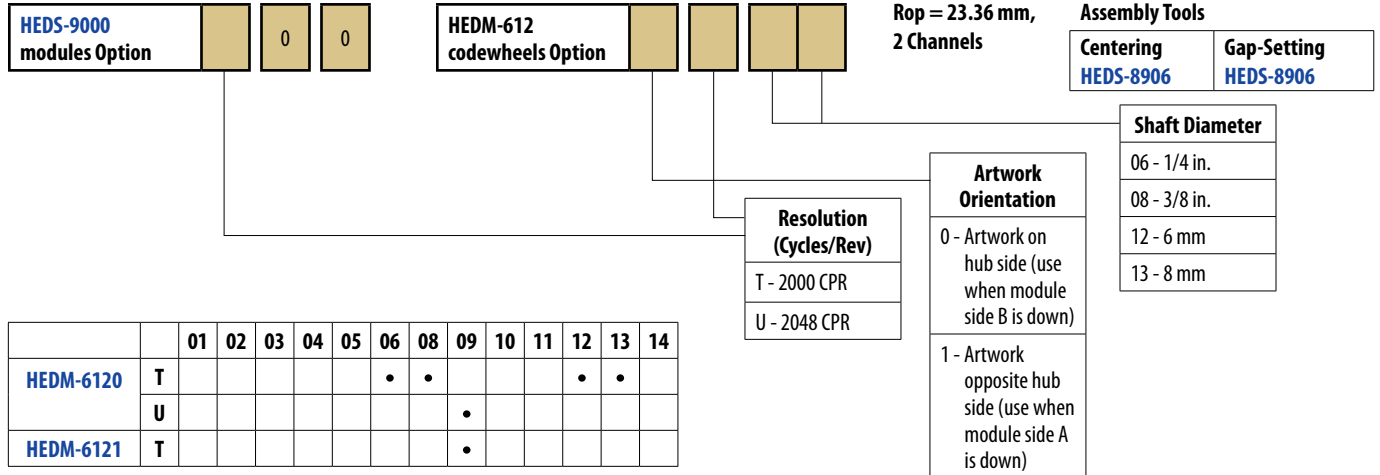 HEDS-9000
modules Option
0
0
HEDM-612
codewheels Option
Rop = 23.36 mm,
2 Channels
Assembly Tools
Centering
HEDS-8906
Gap-Setting
HEDS-8906
Shaft Diameter
06 - 1/4 in.
08 - 3/8 in.
12 - 6 mm
13 - 8 mm
Artwork
Orientation
0 - Artwork on
hub side (use
when module
side B is down)
1 - Artwork
opposite hub
side (use when
module side A
is down)
Resolution
(Cycles/Rev)
T - 2000 CPR
U - 2048 CPR
01 02 03 04 05 06 08 09 10 11 12 13 14
HEDM-6120 T • • • •
U •
HEDM-6121 T •